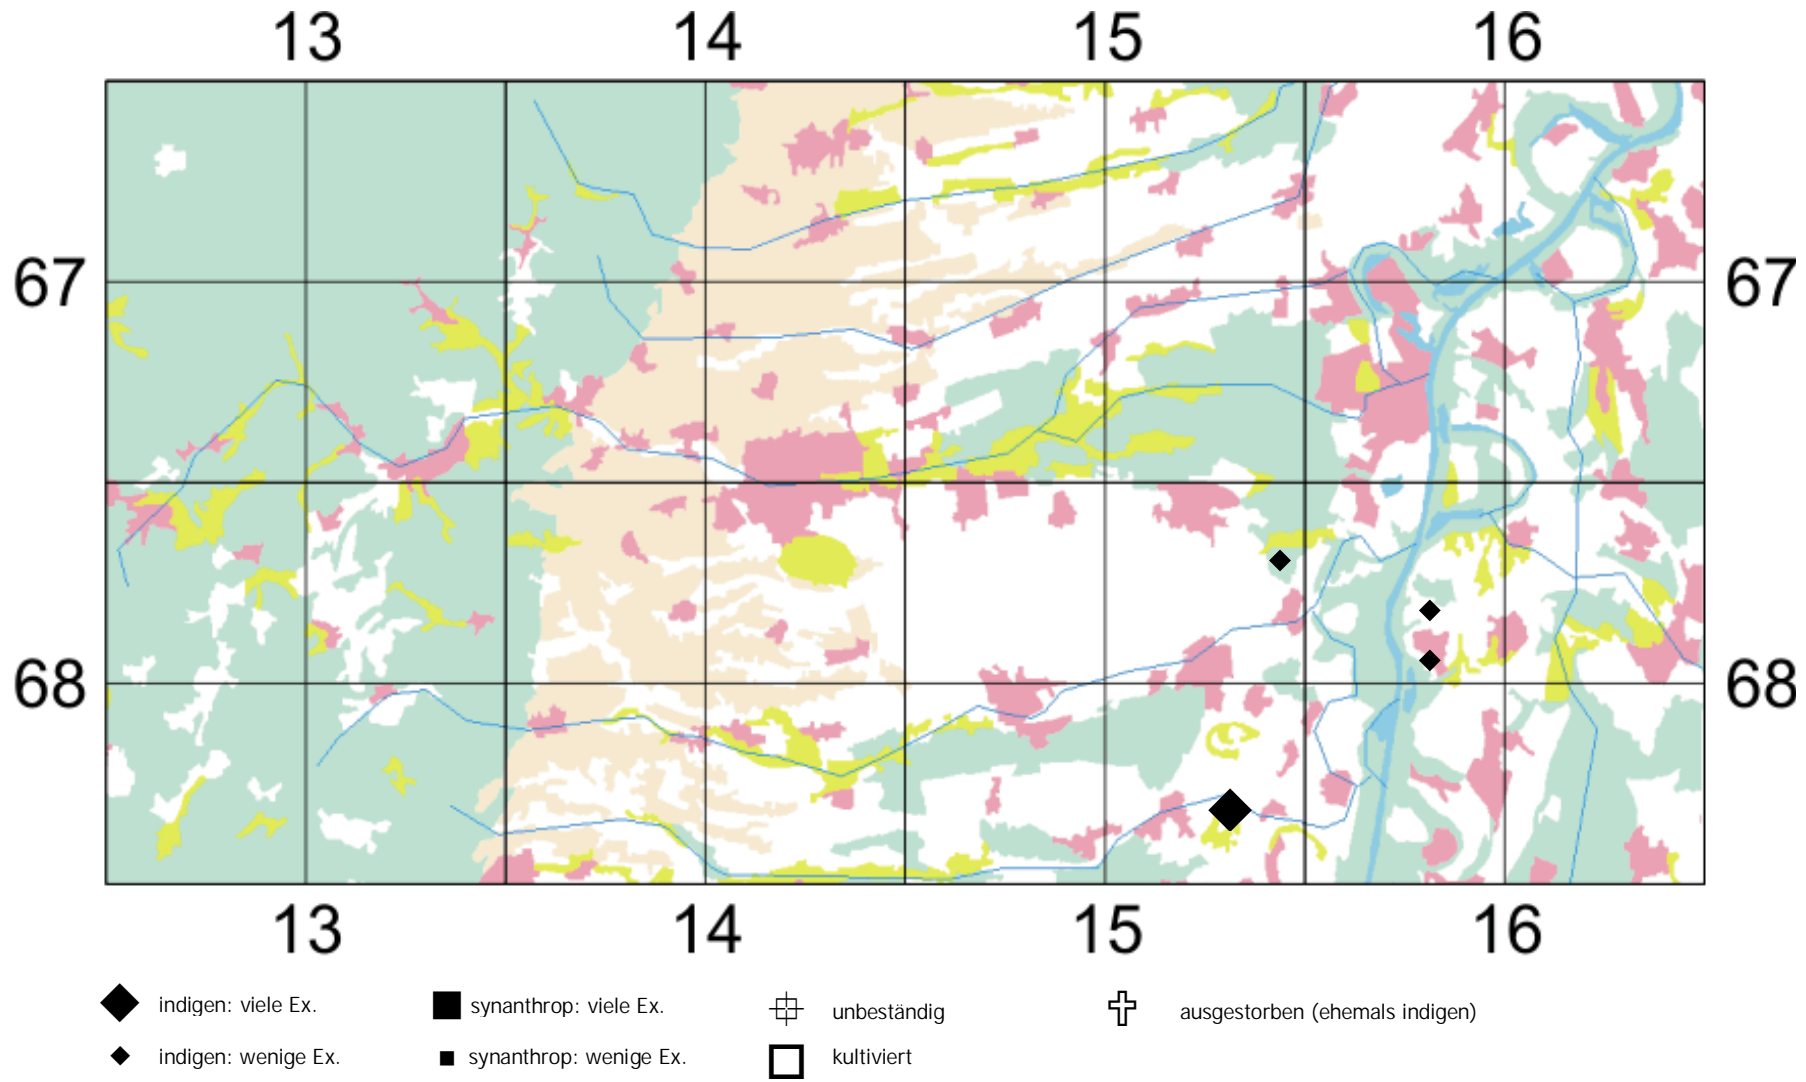 13 14 15 16
67 67
68 68
13 14 15 16
indigen: viele Ex. synanthrop: viele Ex. unbeständig ausgestorben (ehemals indigen)
indigen: wenige Ex. synanthrop: wenige Ex. kultiviert